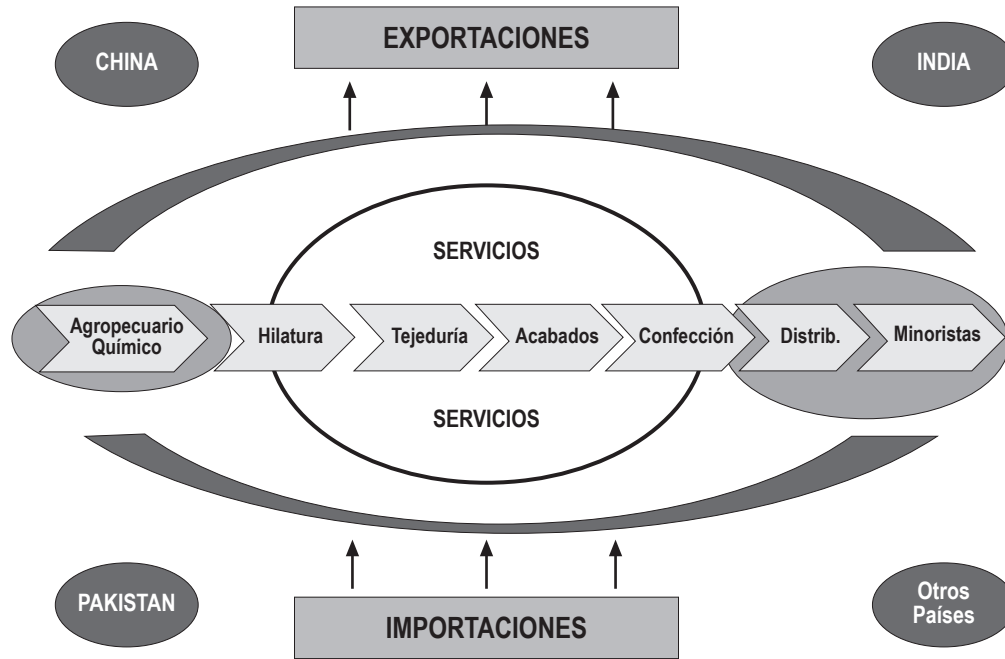 EXPORTACIONES
CHINA
INDIA
SERVICIOS
Agropecuario
Químico
Hilatura
Tejeduría
Acabados
Confección
Distrib.
Minoristas
SERVICIOS
PAKISTAN
Otros
Países
IMPORTACIONES